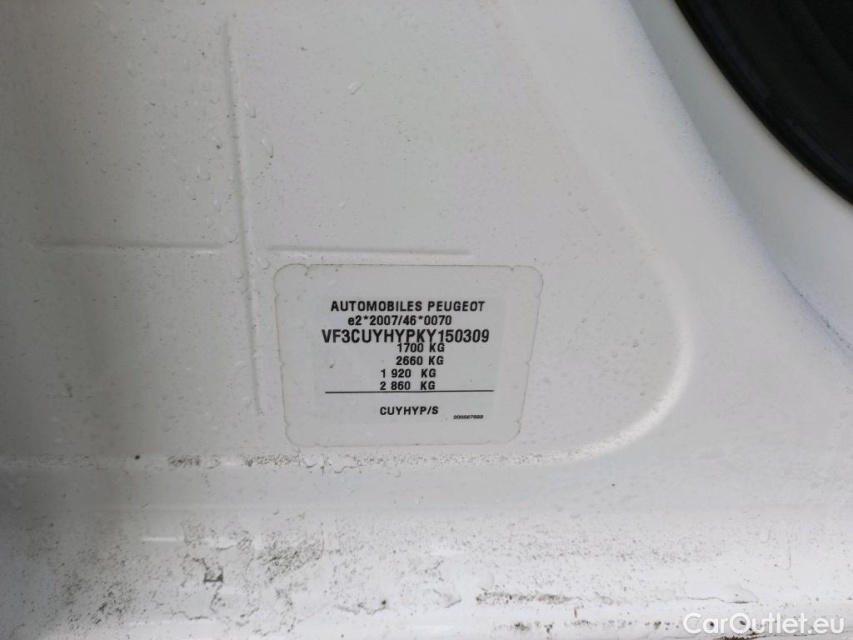 AUTOMOBILES PEUGEOT
e2*2007/46*0070
VF3CUYHYPKY150309
1700 KG
2660 KG
1 920 KG
2 860 KG
CUYHYP/S
CarOutlet.eu